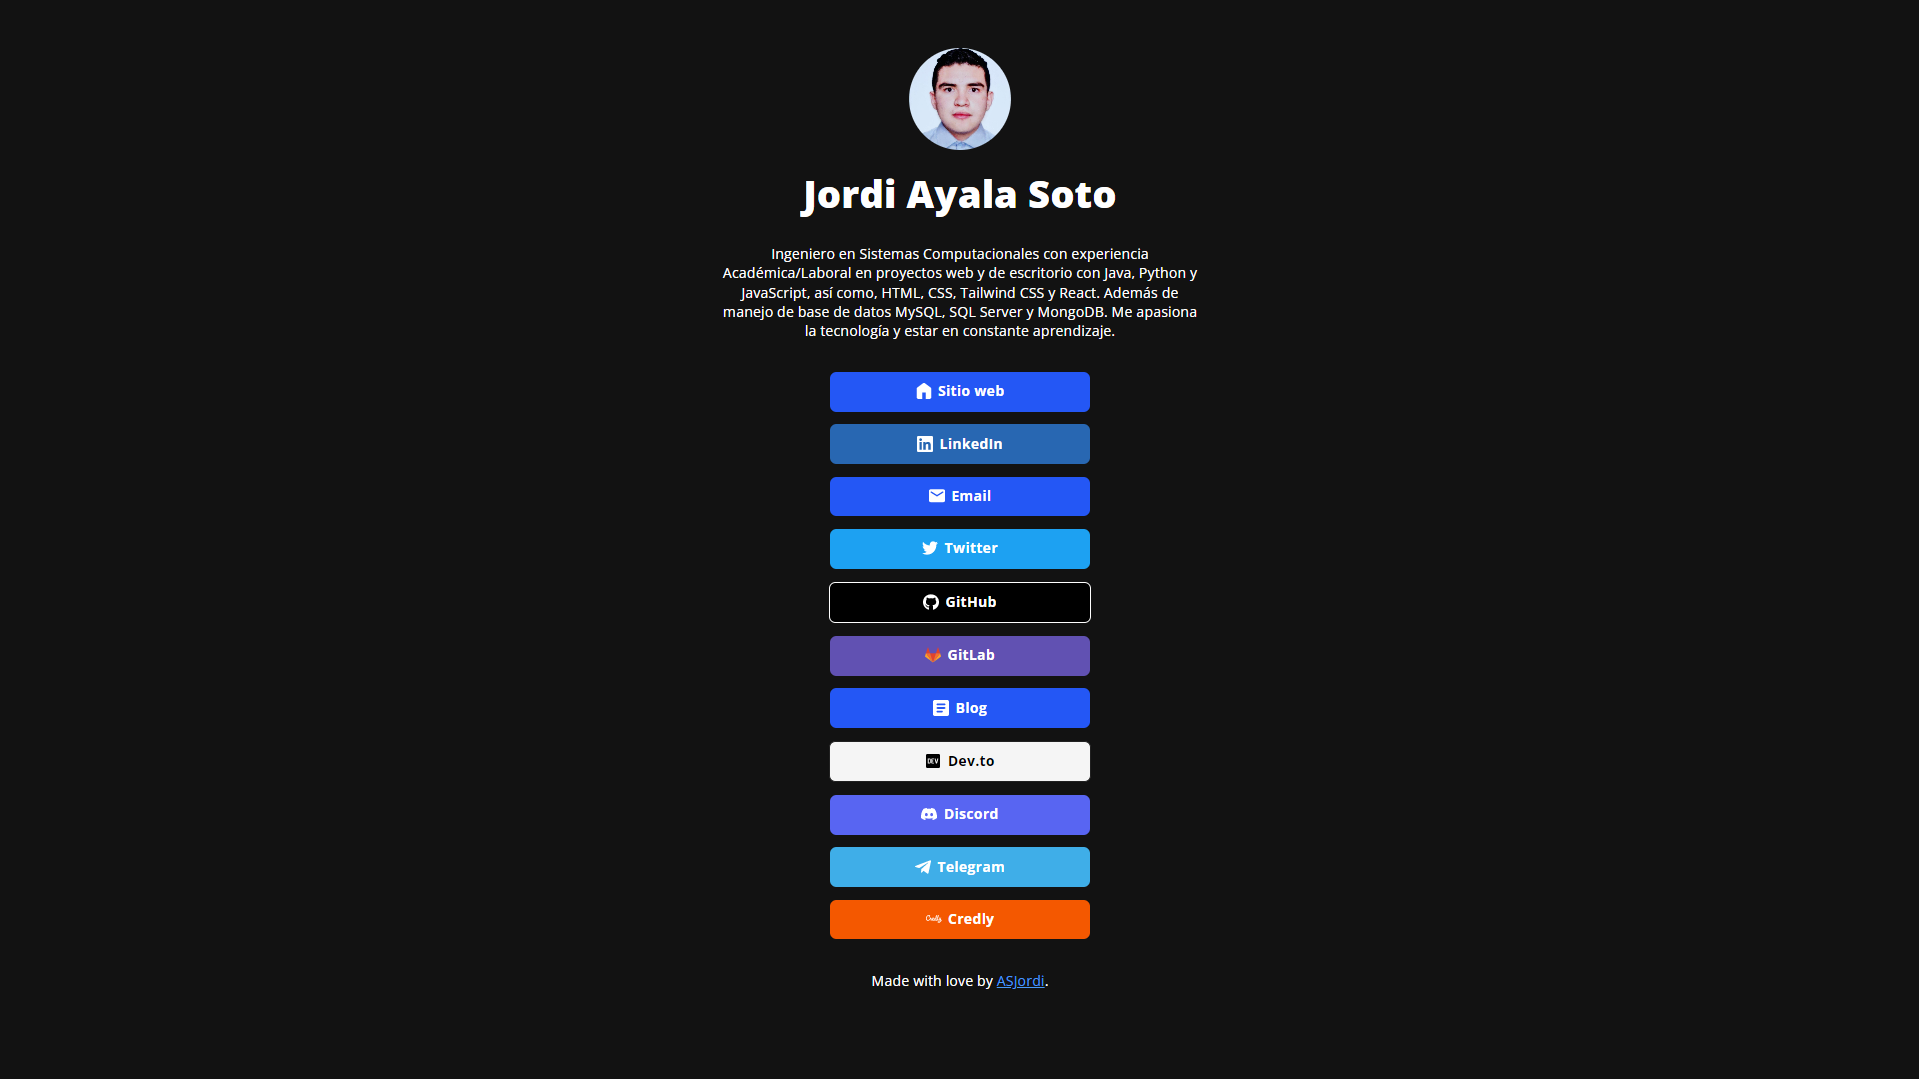 Jordi Ayala Soto
Ingeniero en Sistemas Computacionales con experiencia
Académica/Laboral en proyectos web y de escritorio con Java, Python y
JavaScript, así como, HTML, CSS, Tailwind CSS y React. Además de
manejo de base de datos MySQL, SQL Server y MongoDB. Me apasiona
la tecnología y estar en constante aprendizaje.
Sitio web
LinkedIn
Email
Twitter
GitHub
GitLab
Blog
DEV Dev.to
Discord
Telegram
Credly Credly
Made with love by ASJordi.